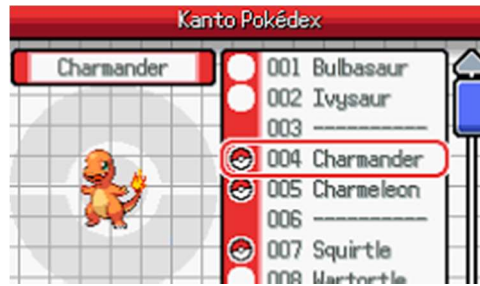 Kanto Pokédex
Charmander
001 Bulbasaur
002 Ivysaur
003 ----------
004 Charmander
005 Charmeleon
006 ----------
007 Squirtle
008 Wartortle